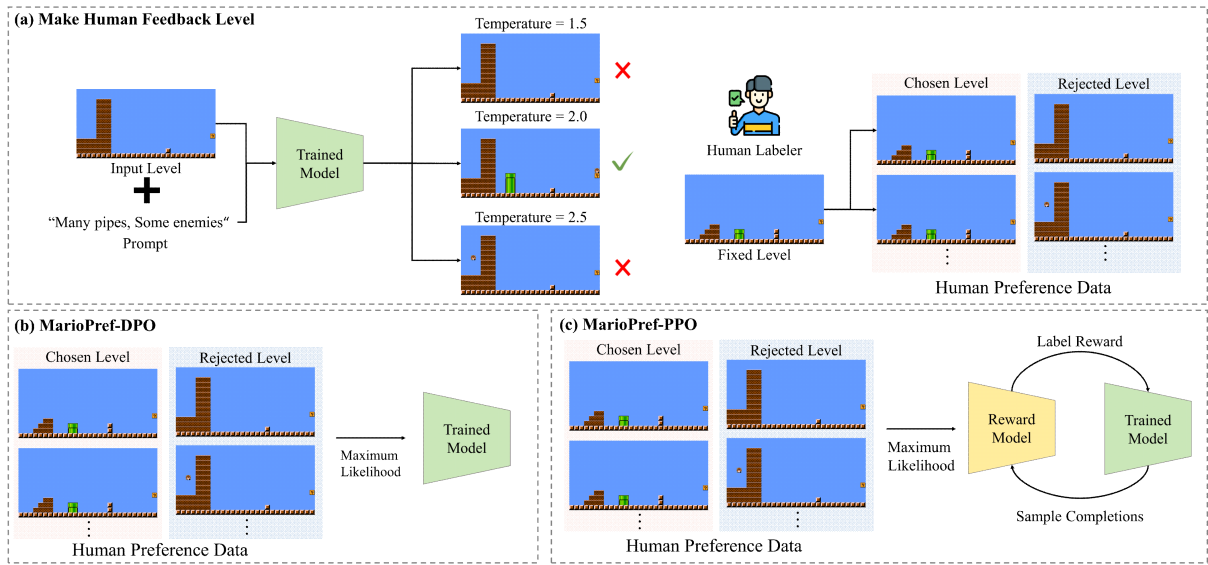 (a) Make Human Feedback Level
Temperature = 1.5
Temperature = 2.0
Temperature = 2.5
Input Level
“Many pipes, Some enemies“
Prompt
Trained
Model
Human Labeler
Fixed Level
Chosen Level
Rejected Level
Human Preference Data
(b) MarioPref-DPO
Chosen Level
Rejected Level
Human Preference Data
Maximum
Likelihood
Trained
Model
(c) MarioPref-PPO
Chosen Level
Rejected Level
Human Preference Data
Maximum
Likelihood
Label Reward
Reward
Model
Trained
Model
Sample Completions